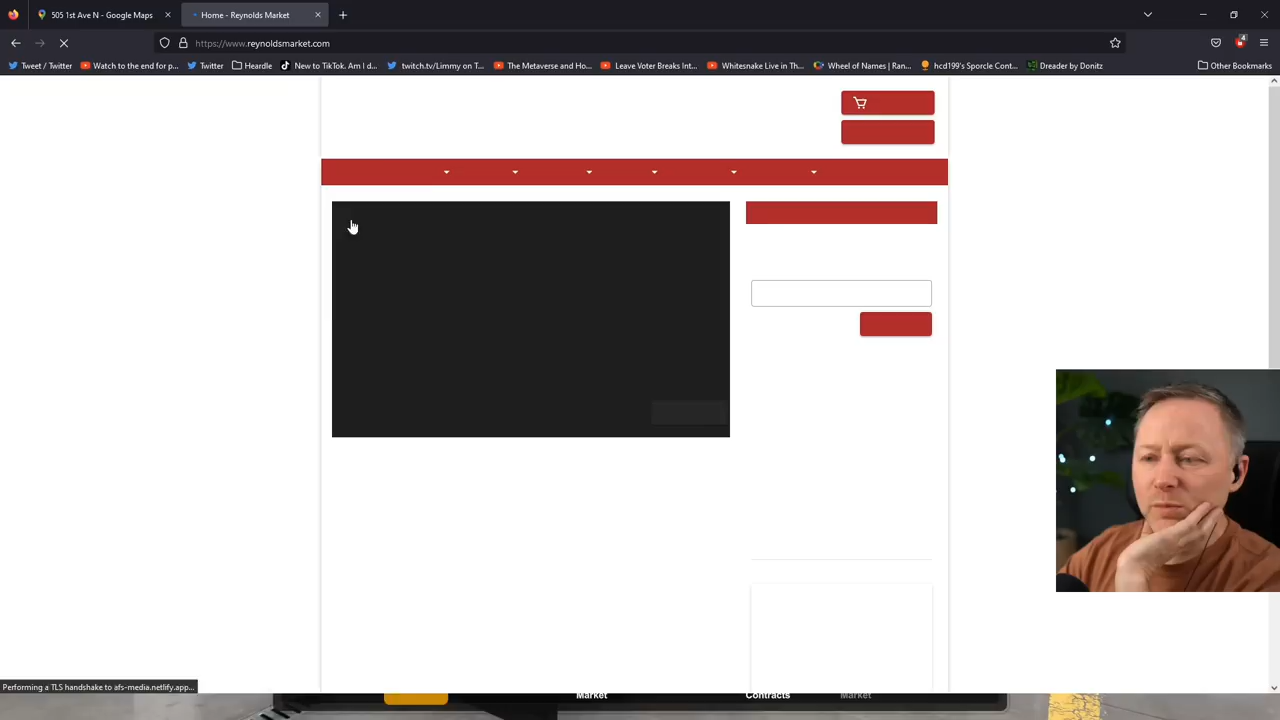 505 1st Ave N - Google Maps
Home - Reynolds Market
https://www.reynoldsmarket.com
4
Tweet / Twitter
Watch to the end for p...
Twitter
Heardle
New to TikTok. Am I d...
twitch.tv/Limmy on T...
The Metaverse and Ho...
Leave Voter Breaks Int...
Whitesnake Live in Th...
Wheel of Names | Ran...
hcd199's Sporcle Cont...
Dreader by Donitz
Other Bookmarks
Performing a TLS handshake to afs-media.netlify.app...
Market
Contracts
Market